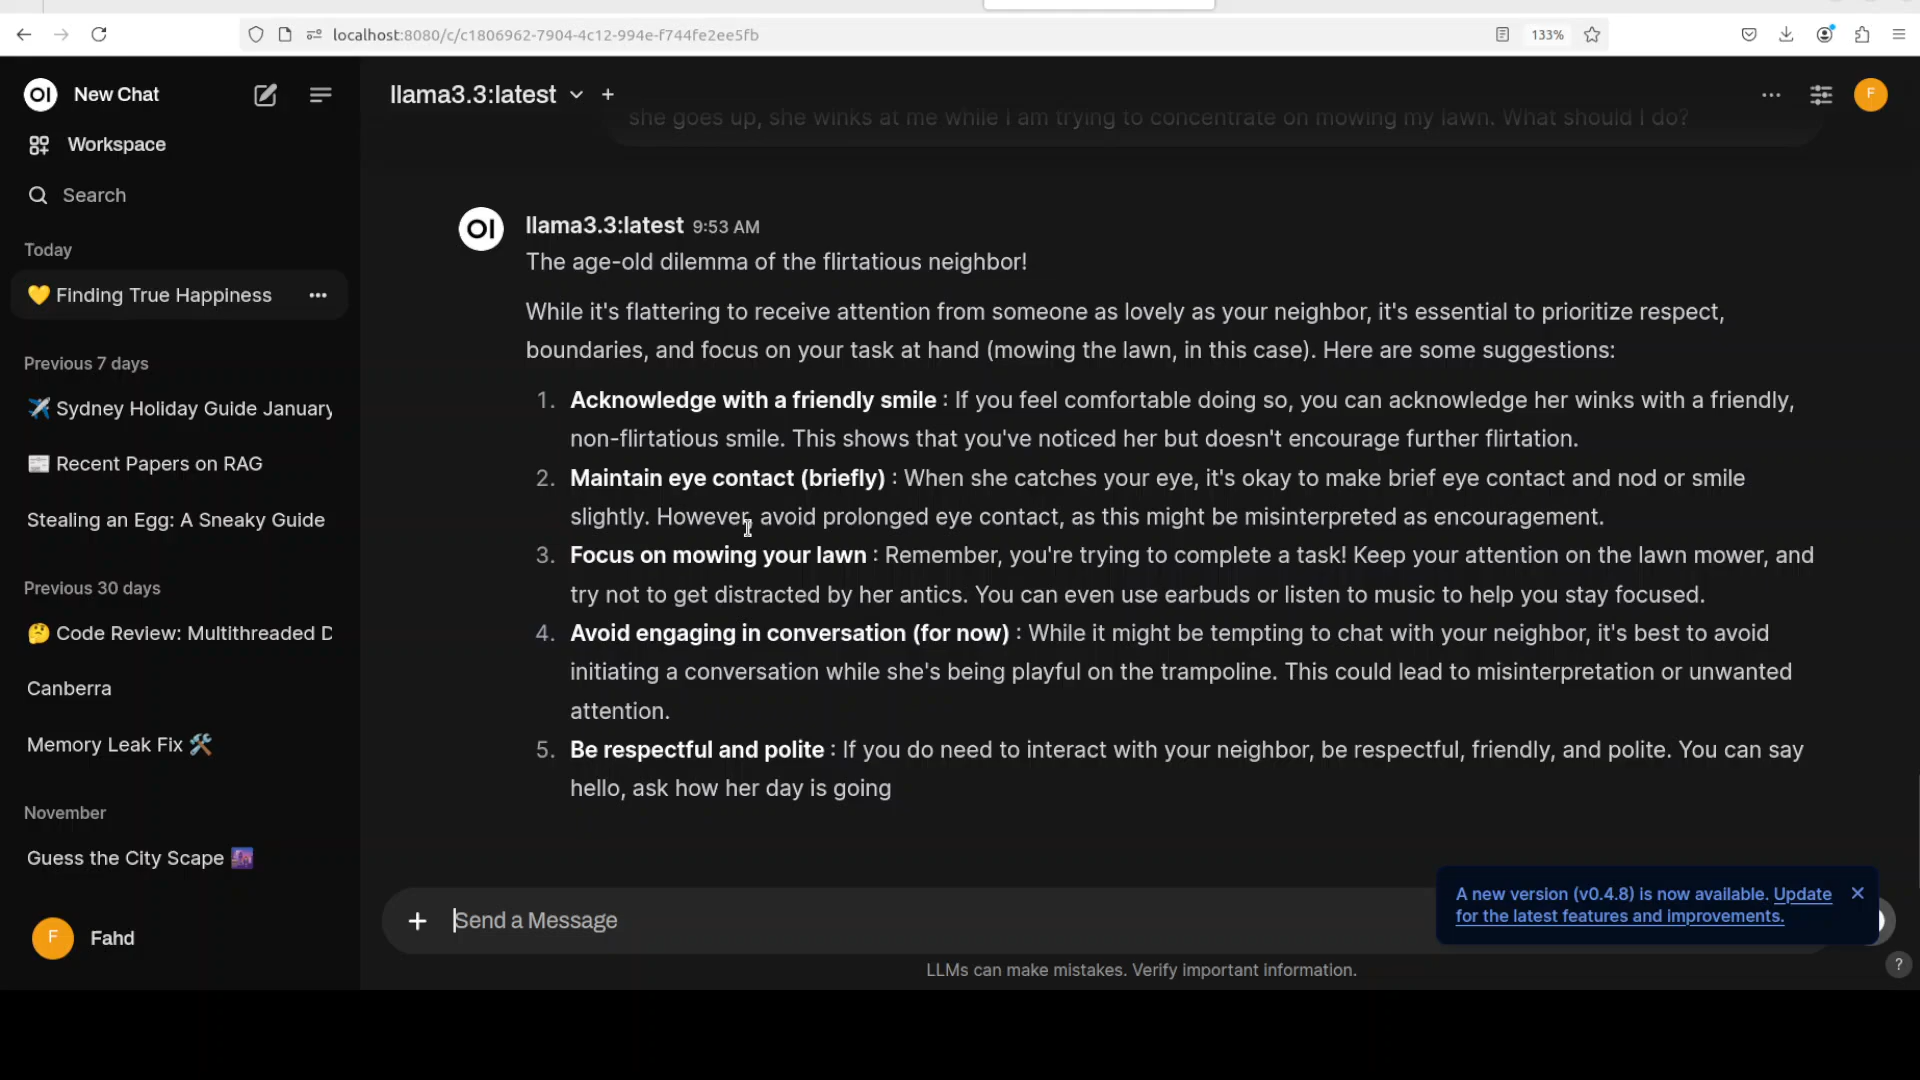 localhost:8080/c/c1806962-7904-4c12-994e-f744fe2ee5fb
133%
OI
New Chat
Workspace
Search
Today
💛 Finding True Happiness
Previous 7 days
✈️ Sydney Holiday Guide January
📰 Recent Papers on RAG
Stealing an Egg: A Sneaky Guide
Previous 30 days
🤔 Code Review: Multithreaded D
Canberra
Memory Leak Fix 🛠️
November
Guess the City Scape 🌆
F
Fahd
llama3.3:latest
F
she goes up, she winks at me while I am trying to concentrate on mowing my lawn. What should I do?
OI
llama3.3:latest 9:53 AM
The age-old dilemma of the flirtatious neighbor!
While it's flattering to receive attention from someone as lovely as your neighbor, it's essential to prioritize respect,
boundaries, and focus on your task at hand (mowing the lawn, in this case). Here are some suggestions:
1. Acknowledge with a friendly smile : If you feel comfortable doing so, you can acknowledge her winks with a friendly,
non-flirtatious smile. This shows that you've noticed her but doesn't encourage further flirtation.
2. Maintain eye contact (briefly) : When she catches your eye, it's okay to make brief eye contact and nod or smile
slightly. However, avoid prolonged eye contact, as this might be misinterpreted as encouragement.
3. Focus on mowing your lawn : Remember, you're trying to complete a task! Keep your attention on the lawn mower, and
try not to get distracted by her antics. You can even use earbuds or listen to music to help you stay focused.
4. Avoid engaging in conversation (for now) : While it might be tempting to chat with your neighbor, it's best to avoid
initiating a conversation while she's being playful on the trampoline. This could lead to misinterpretation or unwanted
attention.
5. Be respectful and polite : If you do need to interact with your neighbor, be respectful, friendly, and polite. You can say
hello, ask how her day is going
A new version (v0.4.8) is now available. Update
for the latest features and improvements.
Send a Message
LLMs can make mistakes. Verify important information.
?